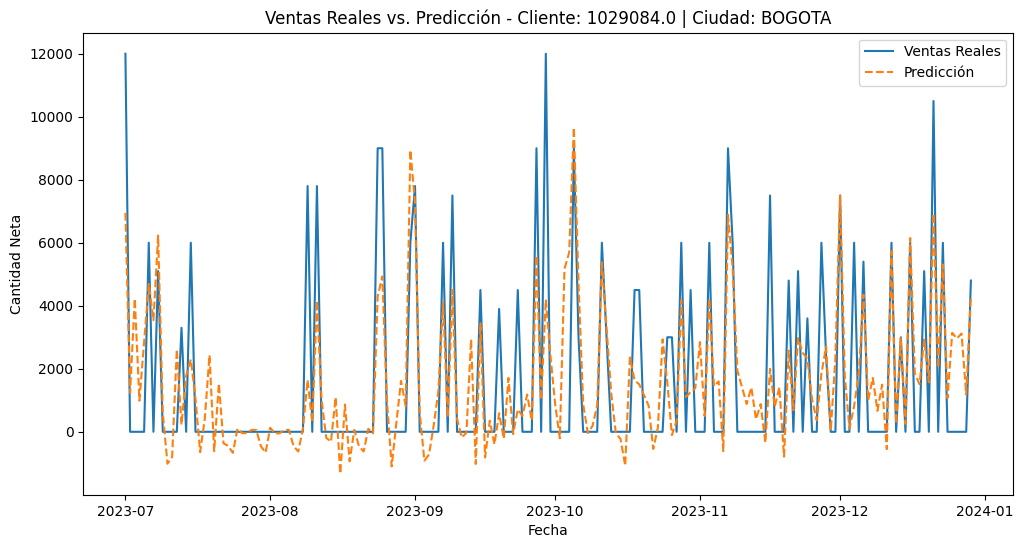 Ventas Reales vs. Predicción - Cliente: 1029084.0 | Ciudad: BOGOTA
Ventas Reales
Predicción
Cantidad Neta
12000
10000
8000
6000
4000
2000
0
2023-07
2023-08
2023-09
2023-10
2023-11
2023-12
2024-01
Fecha